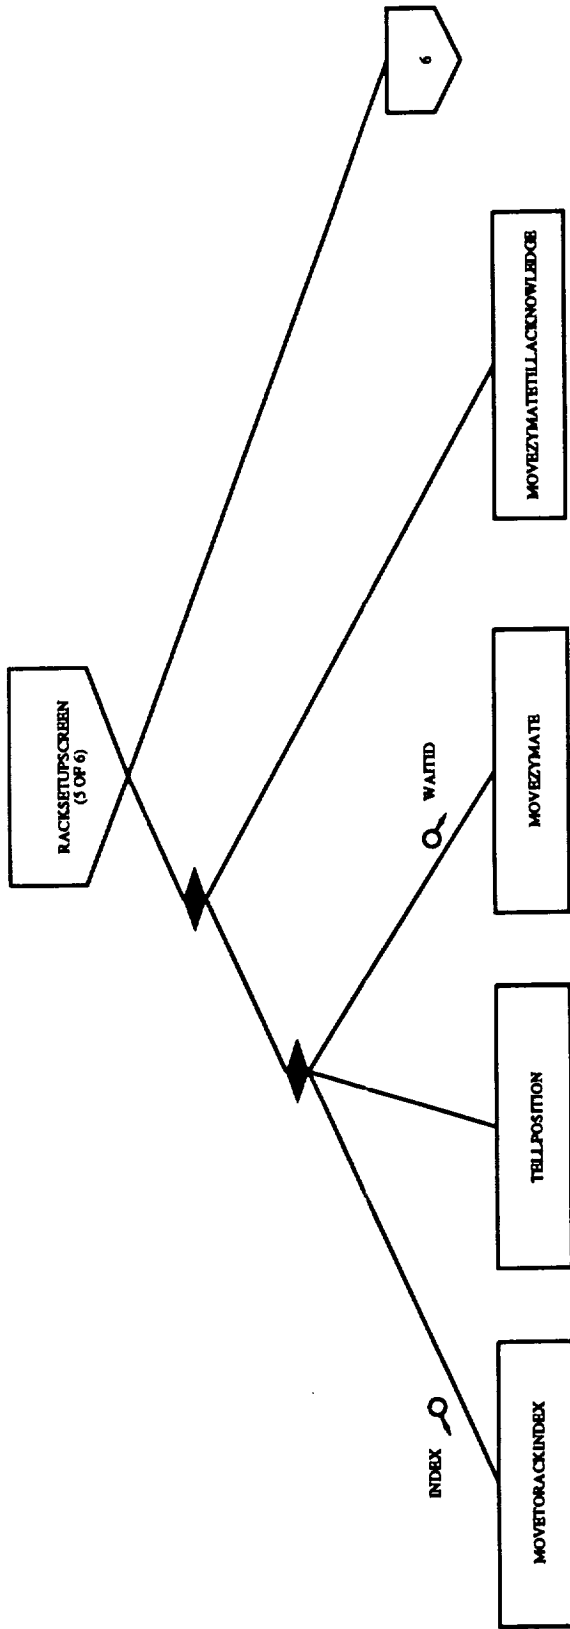 RACKSETUPSCREEN
(5 OF 6)
6
INDEX
WAITID
MOVETORACKINDEX
TELLPOSITION
MOVEZYMATE
MOVEZYMATETILLACKNOWLEDGE